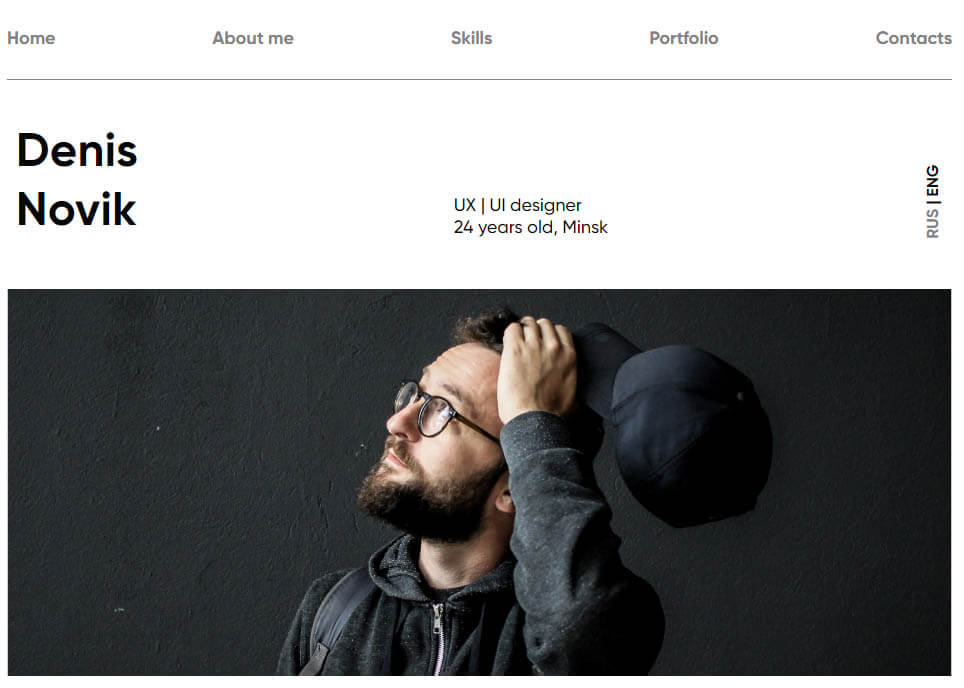 Home
About me
Skills
Portfolio
Contacts
Denis
Novik
UX | UI designer
24 years old, Minsk
RUS | ENG